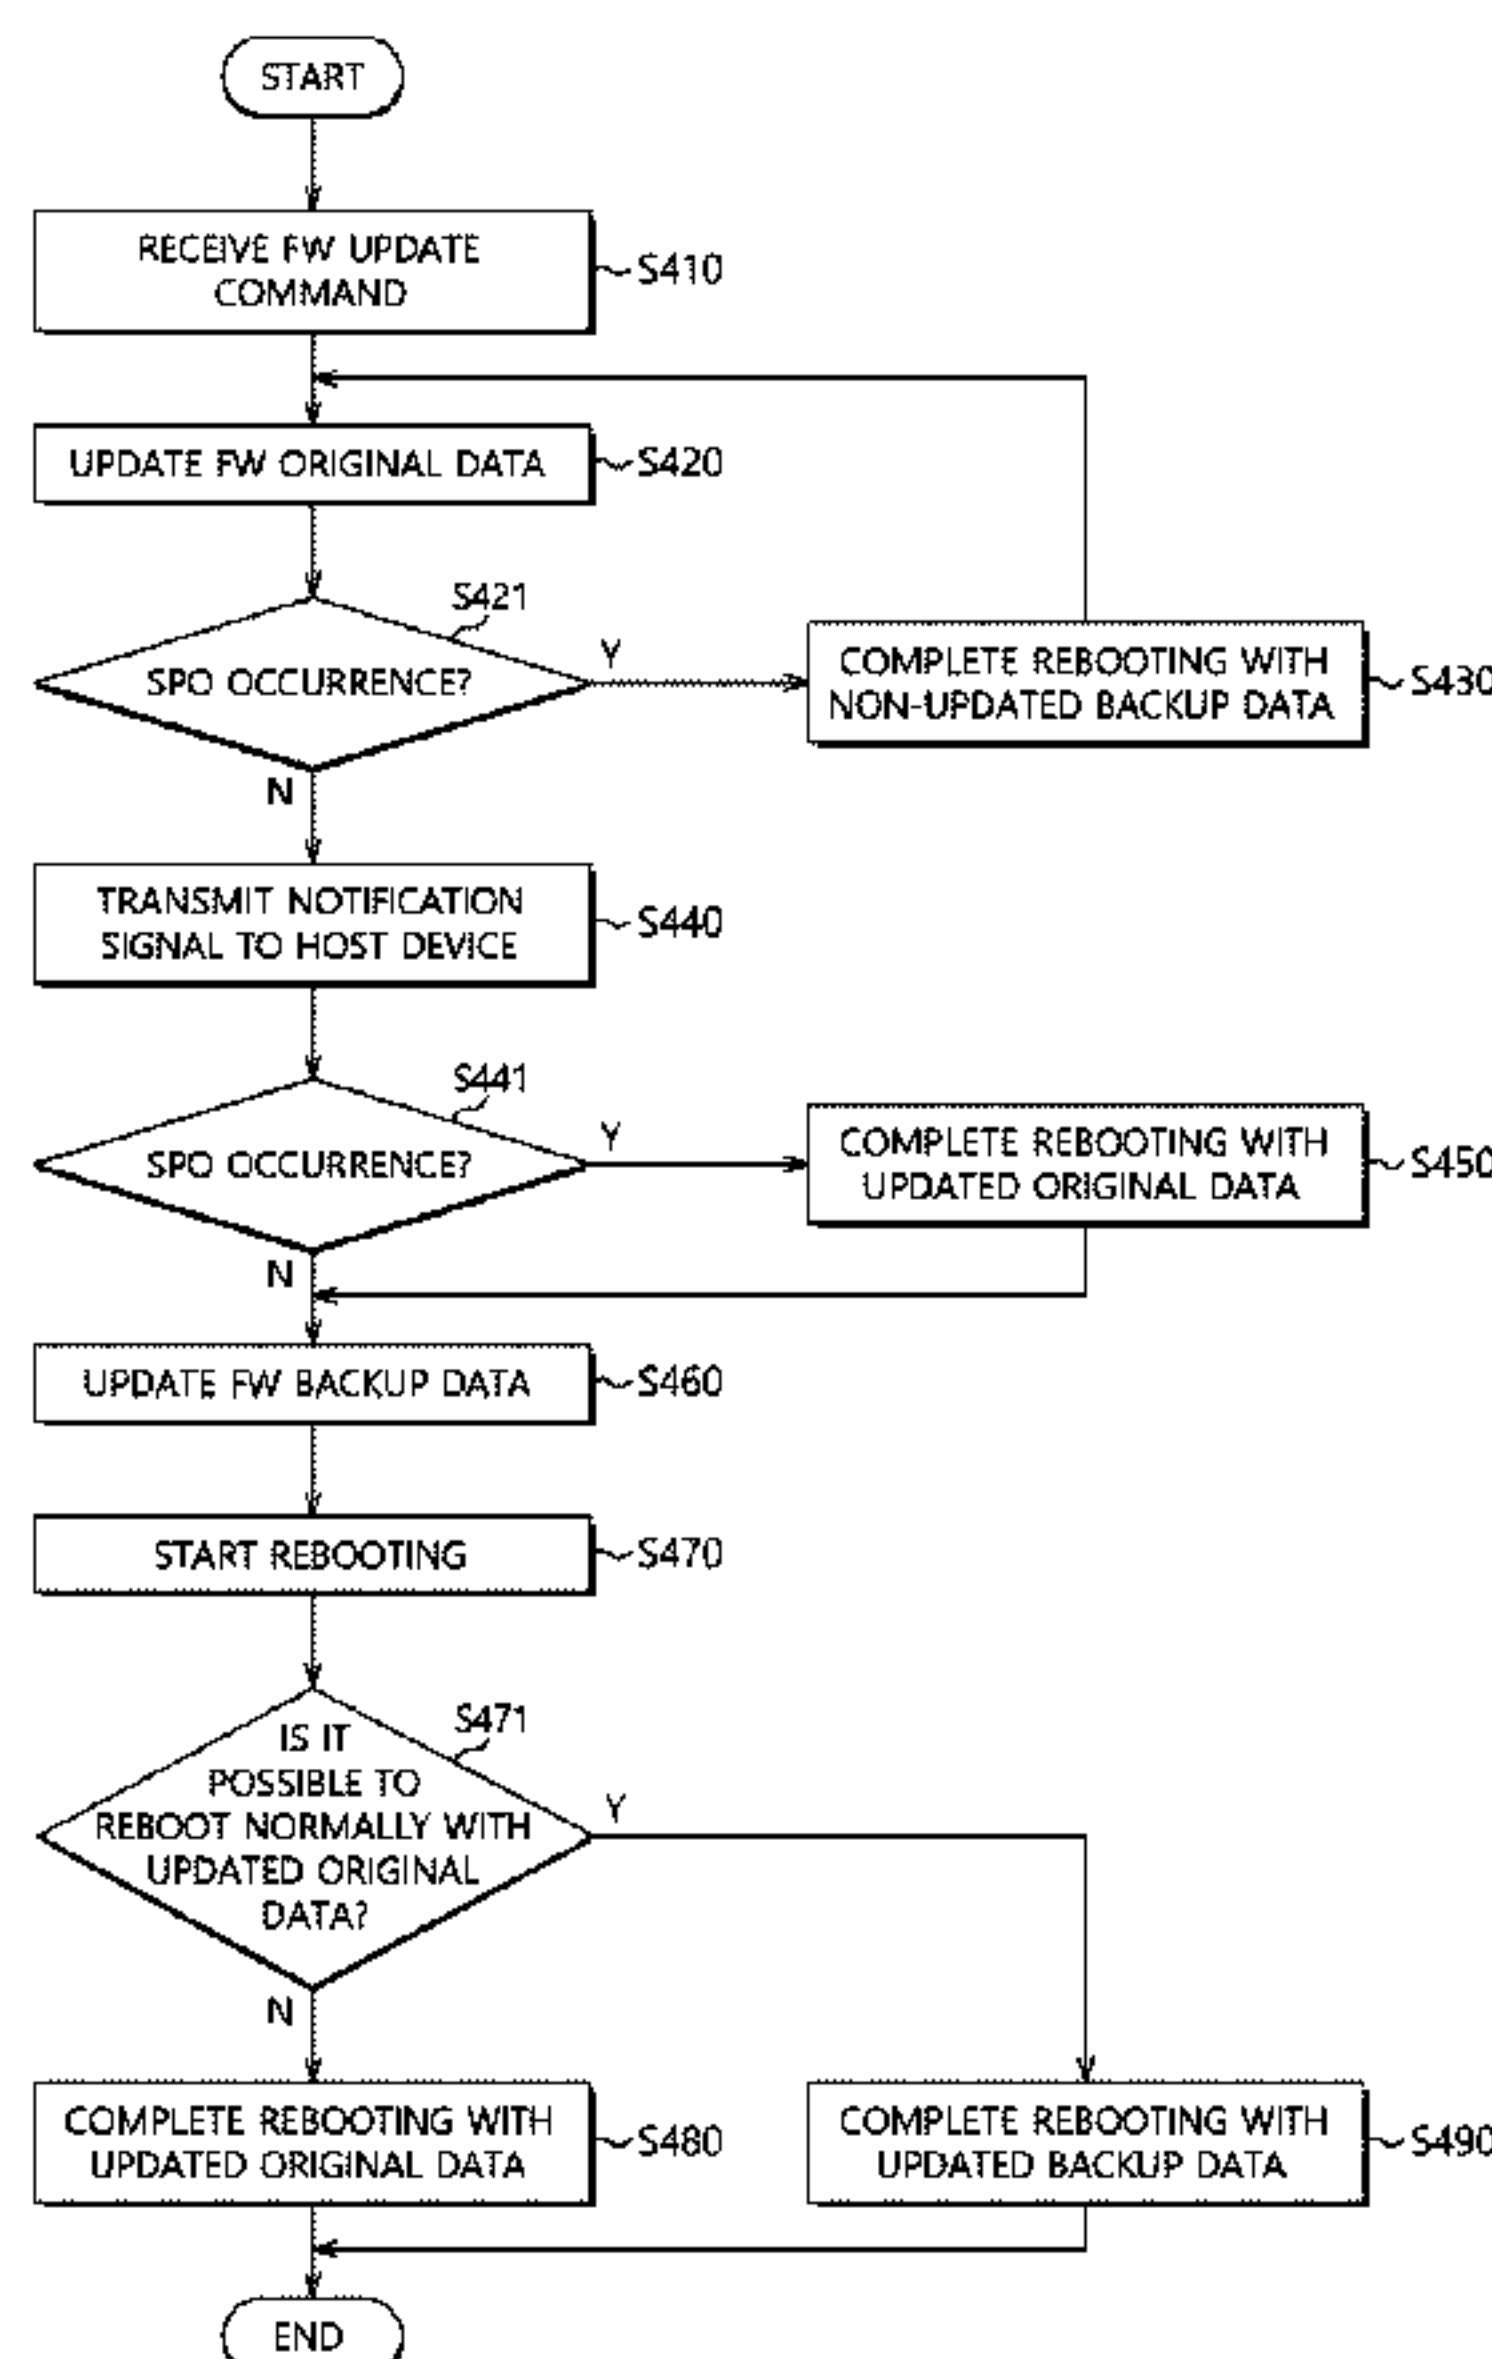 START
RECEIVE FW UPDATE
COMMAND
S410
UPDATE FW ORIGINAL DATA
S420
S421
SPO OCCURRENCE?
Y
N
COMPLETE REBOOTING WITH
NON-UPDATED BACKUP DATA
S430
TRANSMIT NOTIFICATION
SIGNAL TO HOST DEVICE
S440
S441
SPO OCCURRENCE?
Y
N
COMPLETE REBOOTING WITH
UPDATED ORIGINAL DATA
S450
UPDATE FW BACKUP DATA
S460
START REBOOTING
S470
S471
IS IT
POSSIBLE TO
REBOOT NORMALLY WITH
UPDATED ORIGINAL
DATA?
Y
N
COMPLETE REBOOTING WITH
UPDATED ORIGINAL DATA
S480
COMPLETE REBOOTING WITH
UPDATED BACKUP DATA
S490
END